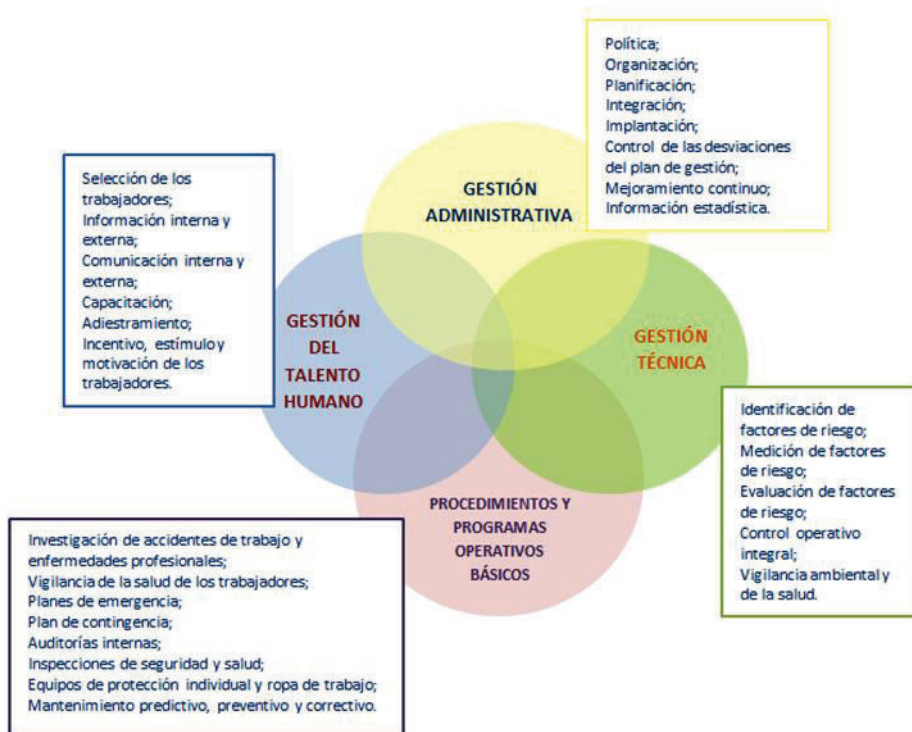 Política;
Organización;
Planificación;
Integración;
Implantación;
Control de las desviaciones
del plan de gestión;
Mejoramiento continuo;
Información estadística.
GESTIÓN
ADMINISTRATIVA
Selección de los
trabajadores;
Información interna y
externa;
Comunicación interna y
externa;
Capacitación;
Adiestramiento;
Incentivo, estímulo y
motivación de los
trabajadores.
GESTIÓN
DEL
TALENTO
HUMANO
GESTIÓN
TÉCNICA
Identificación de
factores de riesgo;
Medición de factores
de riesgo;
Evaluación de factores
de riesgo;
Control operativo
integral;
Vigilancia ambiental y
de la salud.
PROCEDIMIENTOS Y
PROGRAMAS
OPERATIVOS
BÁSICOS
Investigación de accidentes de trabajo y
enfermedades profesionales;
Vigilancia de la salud de los trabajadores;
Planes de emergencia;
Plan de contingencia;
Auditorías internas;
Inspecciones de seguridad y salud;
Equipos de protección individual y ropa de trabajo;
Mantenimiento predictivo, preventivo y correctivo.